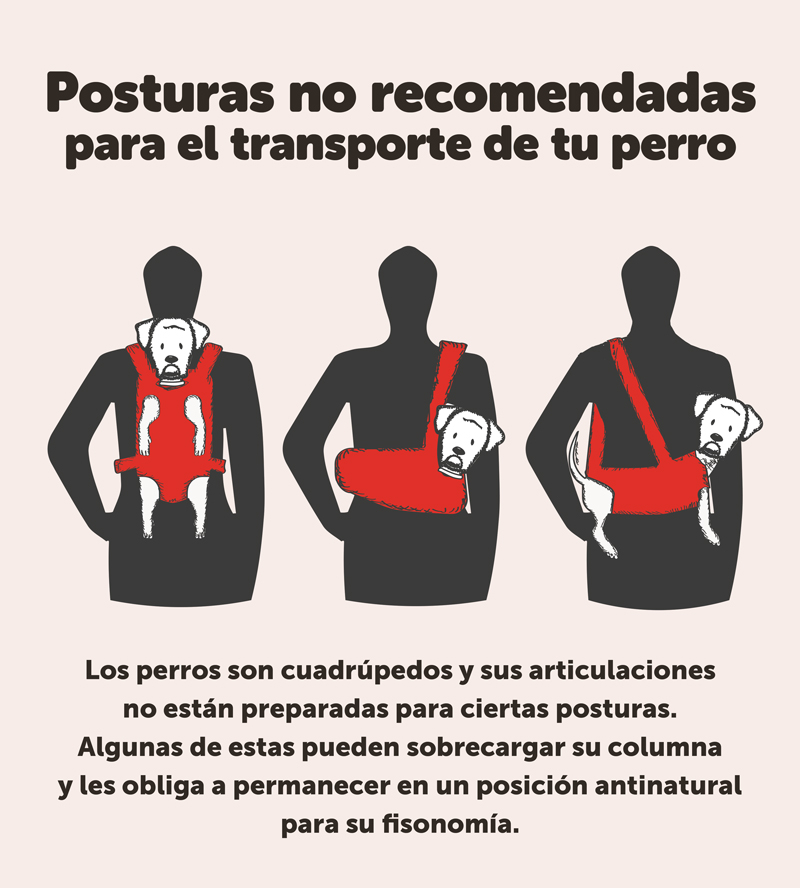 Posturas no recomendadas
para el transporte de tu perro
Los perros son cuadrúpedos y sus articulaciones
no están preparadas para ciertas posturas.
Algunas de estas pueden sobrecargar su columna
y les obliga a permanecer en un posición antinatural
para su fisonomía.